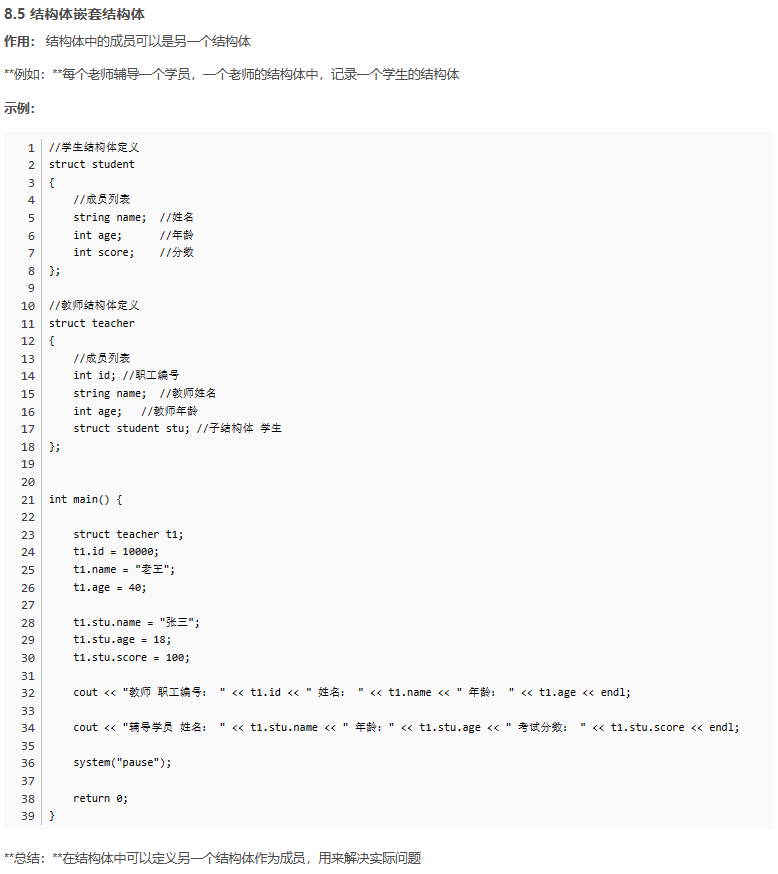 8.5 结构体嵌套结构体
作用： 结构体中的成员可以是另一个结构体
**例如：**每个老师辅导一个学员，一个老师的结构体中，记录一个学生的结构体
示例：
1 //学生结构体定义
2 struct student
3 {
4     //成员列表
5     string name;  //姓名
6     int age;      //年龄
7     int score;    //分数
8 };
9
10 //教师结构体定义
11 struct teacher
12 {
13     //成员列表
14     int id; //职工编号
15     string name;  //教师姓名
16     int age;   //教师年龄
17     struct student stu; //子结构体 学生
18 };
19
20
21 int main() {
22
23     struct teacher t1;
24     t1.id = 10000;
25     t1.name = "老王";
26     t1.age = 40;
27
28     t1.stu.name = "张三";
29     t1.stu.age = 18;
30     t1.stu.score = 100;
31
32     cout << "教师 职工编号： " << t1.id << " 姓名： " << t1.name << " 年龄： " << t1.age << endl;
33
34     cout << "辅导学员 姓名： " << t1.stu.name << " 年龄：" << t1.stu.age << " 考试分数： " << t1.stu.score << endl;
35
36     system("pause");
37
38     return 0;
39 }
**总结：**在结构体中可以定义另一个结构体作为成员，用来解决实际问题